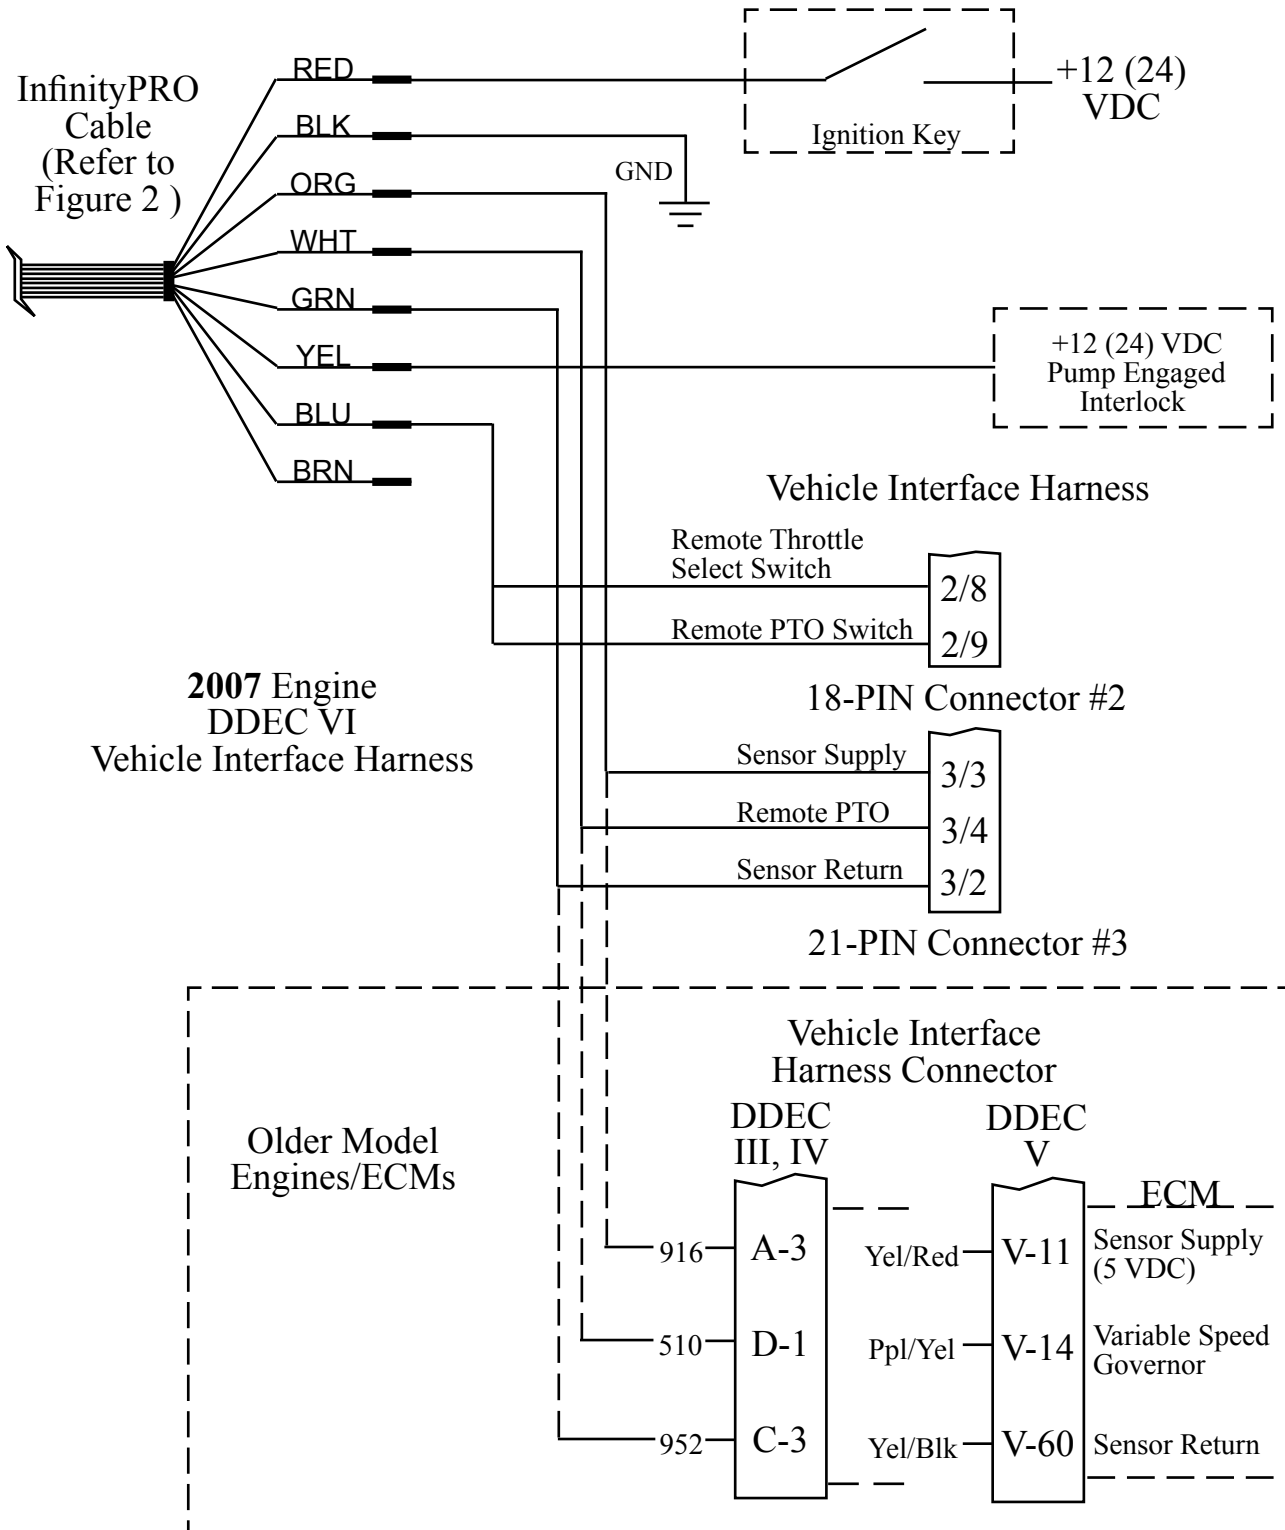 InfinityPRO
Cable
(Refer to
Figure 2 )
RED
BLK
ORG
WHT
GRN
YEL
BLU
BRN
GND
Ignition Key
+12 (24)
VDC
+12 (24) VDC
Pump Engaged
Interlock
Vehicle Interface Harness
Remote Throttle
Select Switch
2/8
Remote PTO Switch
2/9
18-PIN Connector #2
2007 Engine
DDEC VI
Vehicle Interface Harness
Sensor Supply
3/3
Remote PTO
3/4
Sensor Return
3/2
21-PIN Connector #3
Vehicle Interface
Harness Connector
Older Model
Engines/ECMs
DDEC
III, IV
DDEC
V
ECM
916
A-3
Yel/Red
V-11
Sensor Supply
(5 VDC)
510
D-1
Ppl/Yel
V-14
Variable Speed
Governor
952
C-3
Yel/Blk
V-60
Sensor Return